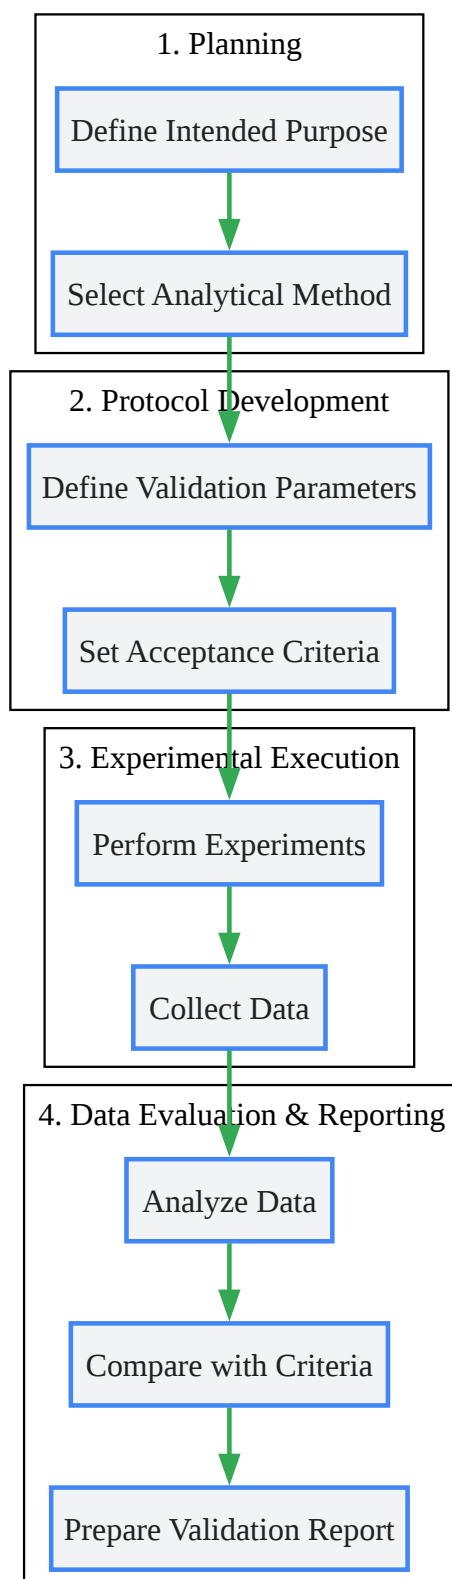 1. Planning
Define Intended Purpose
Select Analytical Method
2. Protocol Development
Define Validation Parameters
Set Acceptance Criteria
3. Experimental Execution
Perform Experiments
Collect Data
4. Data Evaluation & Reporting
Analyze Data
Compare with Criteria
Prepare Validation Report